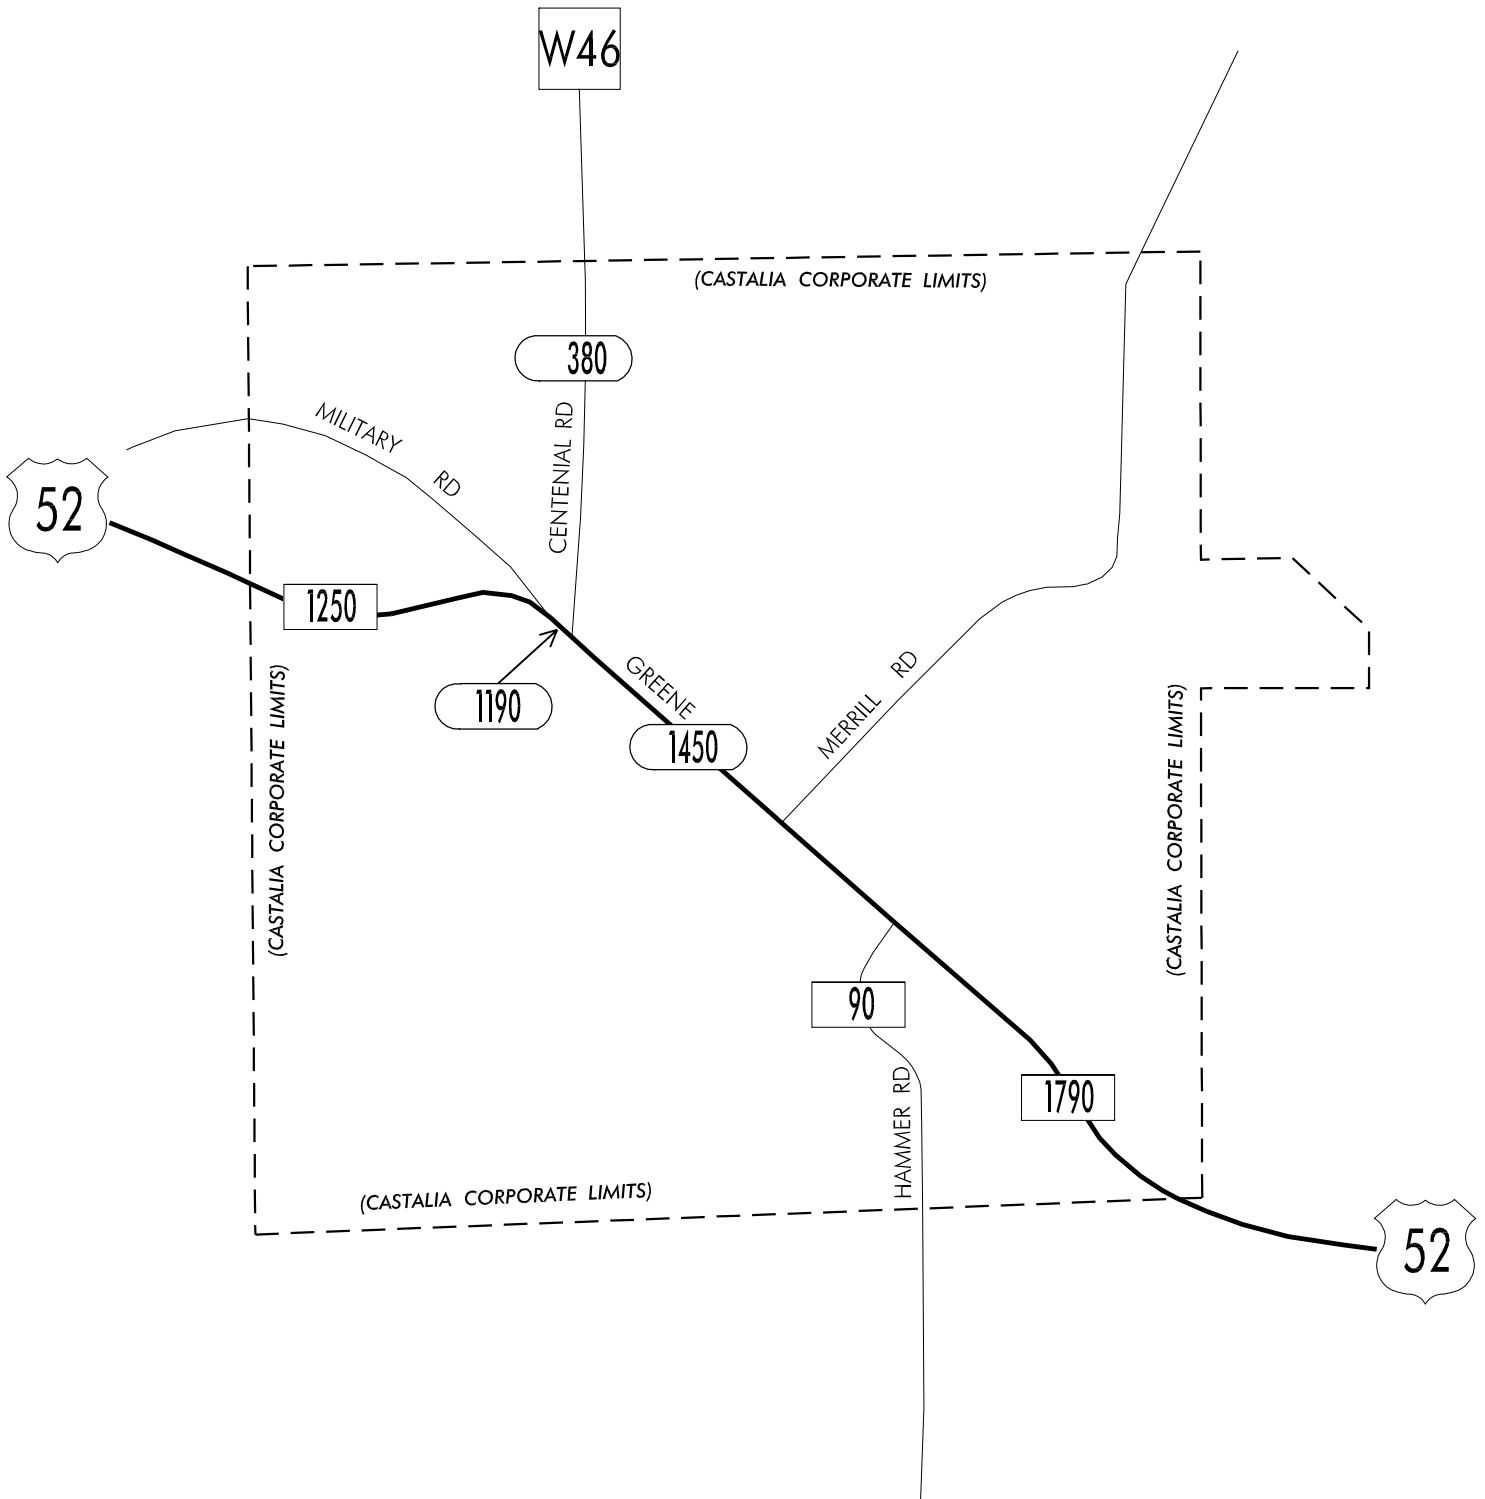 W46
(CASTALIA CORPORATE LIMITS)
380
MILITARY RD
CENTENIAL RD
52
1250
1190
GREENE
1450
MERRILL RD
(CASTALIA CORPORATE LIMITS)
(CASTALIA CORPORATE LIMITS)
90
HAMMER RD
1790
(CASTALIA CORPORATE LIMITS)
52